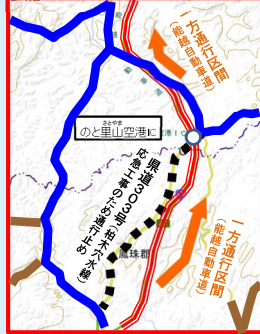 一方通行区間
(能越自動車道)
さとやま
のと里山空港IC
県道303号(柏木穴水線)
応急工事のため通行止め
鳳珠郡
一方通行区間
(能越自動車道)